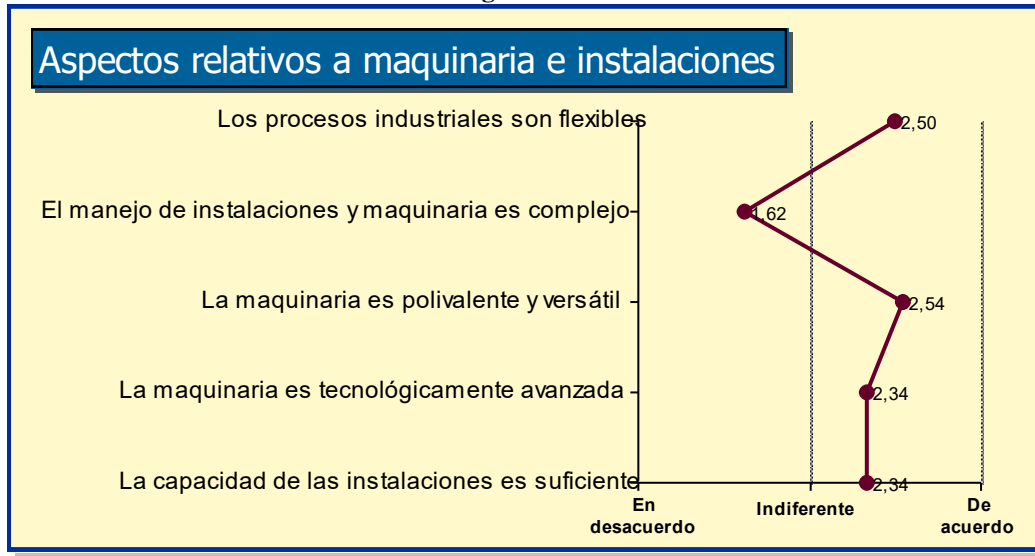 Aspectos relativos a maquinaria e instalaciones
Los procesos industriales son flexibles
2,50
El manejo de instalaciones y maquinaria es complejo
1,62
La maquinaria es polivalente y versátil
2,54
La maquinaria es tecnológicamente avanzada
2,34
La capacidad de las instalaciones es suficiente
2,34
En
desacuerdo
Indiferente
De
acuerdo